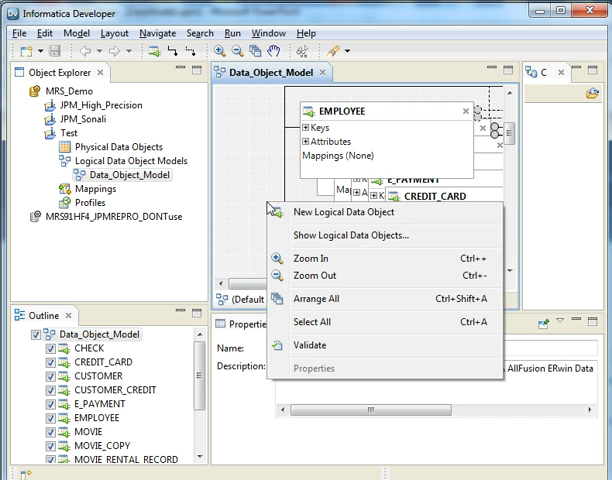 Informatica Developer
File Edit Model Layout Navigate Search Run Window Help
Object Explorer
MRS_Demo
JPM_High_Precision
JPM_Sonali
Test
Physical Data Objects
Logical Data Object Models
Data_Object_Model
Mappings
Profiles
MRS91HF4_JPMREPRO_DONTuse
Data_Object_Model
EMPLOYEE
Keys
Attributes
Mappings (None)
E_PAYMENT
Ma
CREDIT_CARD
(Default
C
New Logical Data Object
Show Logical Data Objects...
Zoom In Ctrl++
Zoom Out Ctrl+-
Arrange All Ctrl+Shift+A
Select All Ctrl+A
Validate
Properties
Outline
Data_Object_Model
CHECK
CREDIT_CARD
CUSTOMER
CUSTOMER_CREDIT
E_PAYMENT
EMPLOYEE
MOVIE
MOVIE_COPY
MOVIE_RENTAL_RECORD
Properti
Name:
Description:
AllFusion ERwin Data